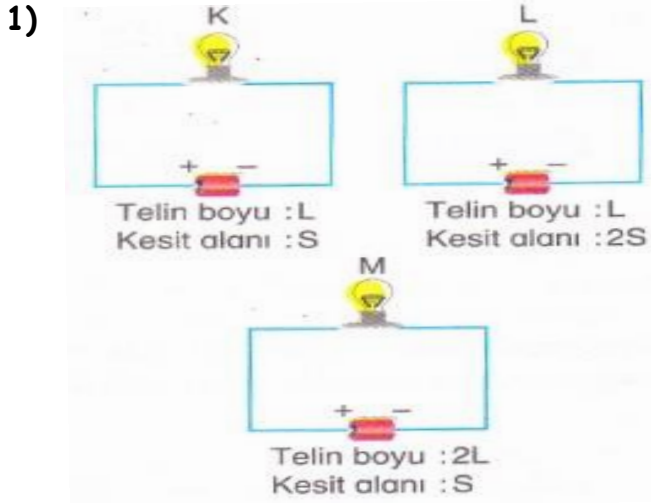 1)
K
L
+ −
+ −
Telin boyu : L
Kesit alanı : S
Telin boyu : L
Kesit alanı : 2S
M
+ −
Telin boyu : 2L
Kesit alanı : S